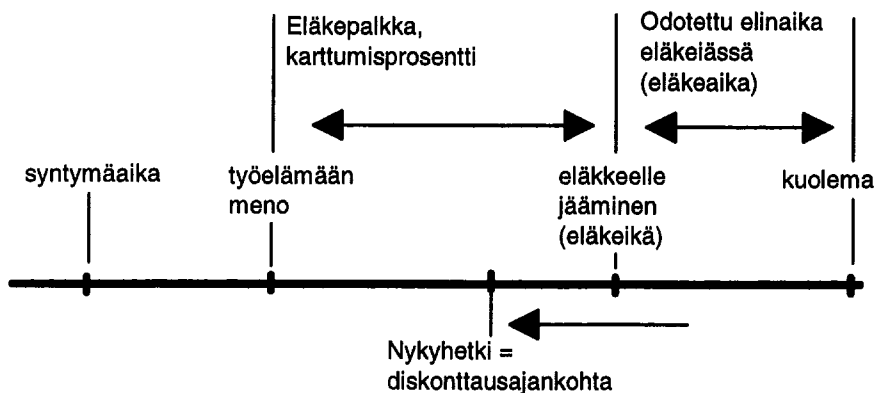 Eläkepalkka,
karttumisprosentti
Odotettu elinaika
eläkeiässä
(eläkeaika)
syntymäaika
työelämään
meno
eläkkeelle
jääminen
(eläkeikä)
kuolema
Nykyhetki =
diskonttausajankohta